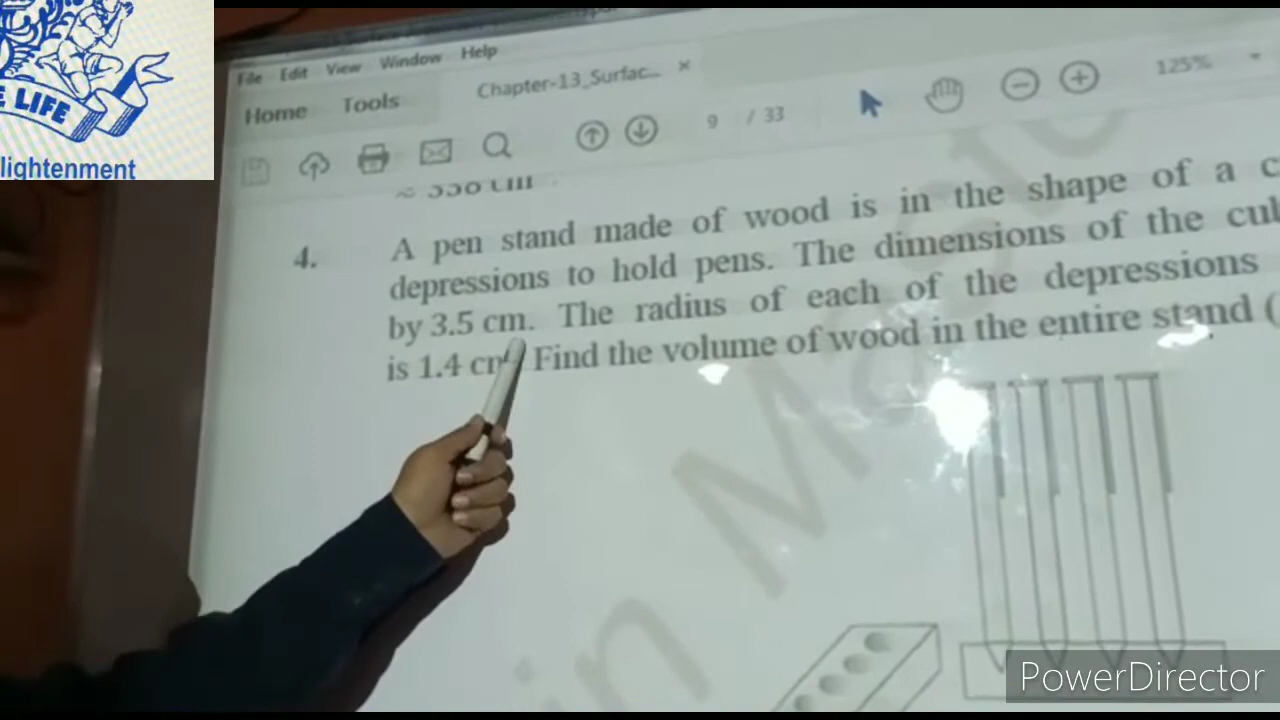 E LIFE
lightenment
File Edit View Window Help
Home Tools Chapter-13_Surfac... ×
9 / 33 125%
4. A pen stand made of wood is in the shape of a c
depressions to hold pens. The dimensions of the cub
by 3.5 cm. The radius of each of the depressions
is 1.4 cm. Find the volume of wood in the entire stand (
PowerDirector